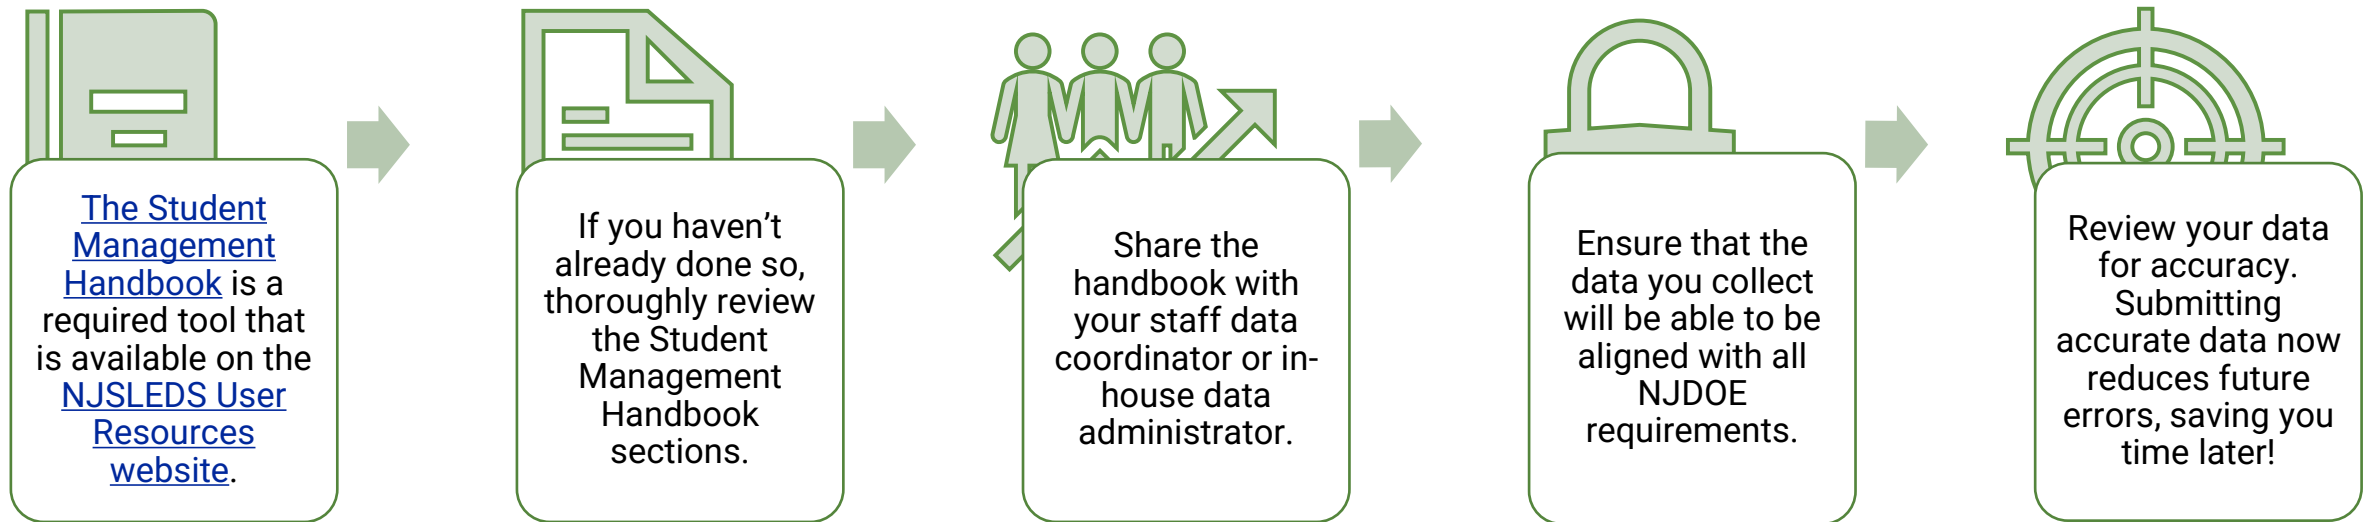 The Student
Management
Handbook is a
required tool that
is available on the
NJSLEDS User
Resources
website.
If you haven’t
already done so,
thoroughly review
the Student
Management
Handbook
sections.
Share the
handbook with
your staff data
coordinator or in-
house data
administrator.
Ensure that the
data you collect
will be able to be
aligned with all
NJDOE
requirements.
Review your data
for accuracy.
Submitting
accurate data now
reduces future
errors, saving you
time later!